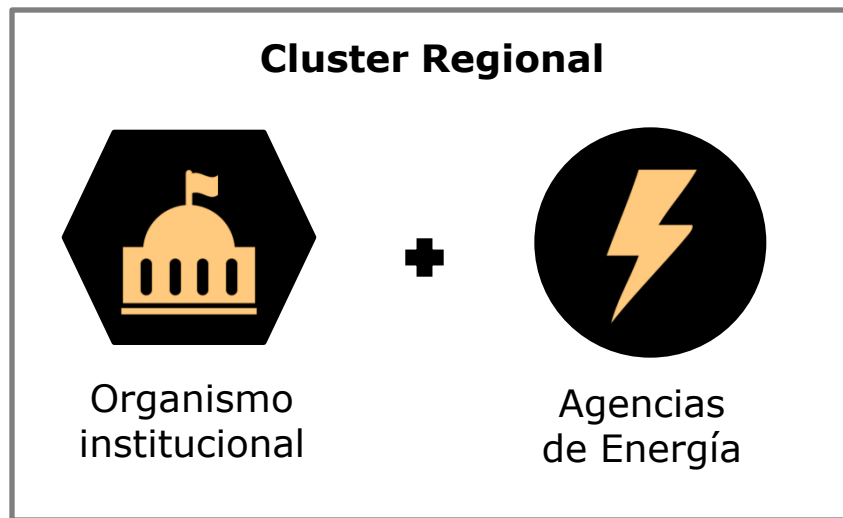 Cluster Regional
Organismo
institucional
Agencias
de Energía